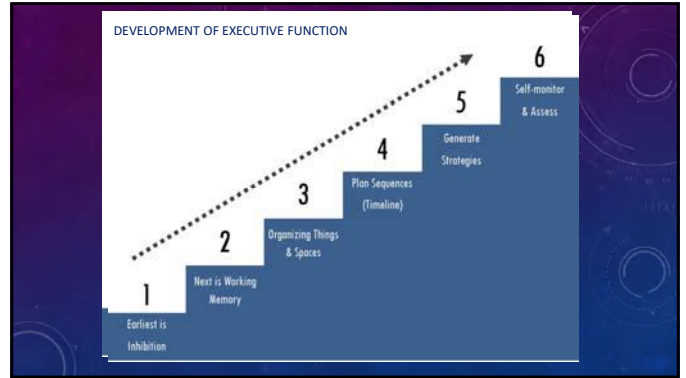 DEVELOPMENT OF EXECUTIVE FUNCTION
1
Earliest is
Inhibition
2
Next is Working
Memory
3
Organizing Things
& Spaces
4
Plan Sequences
(Timeline)
5
Generate
Strategies
6
Self-monitor
& Assess